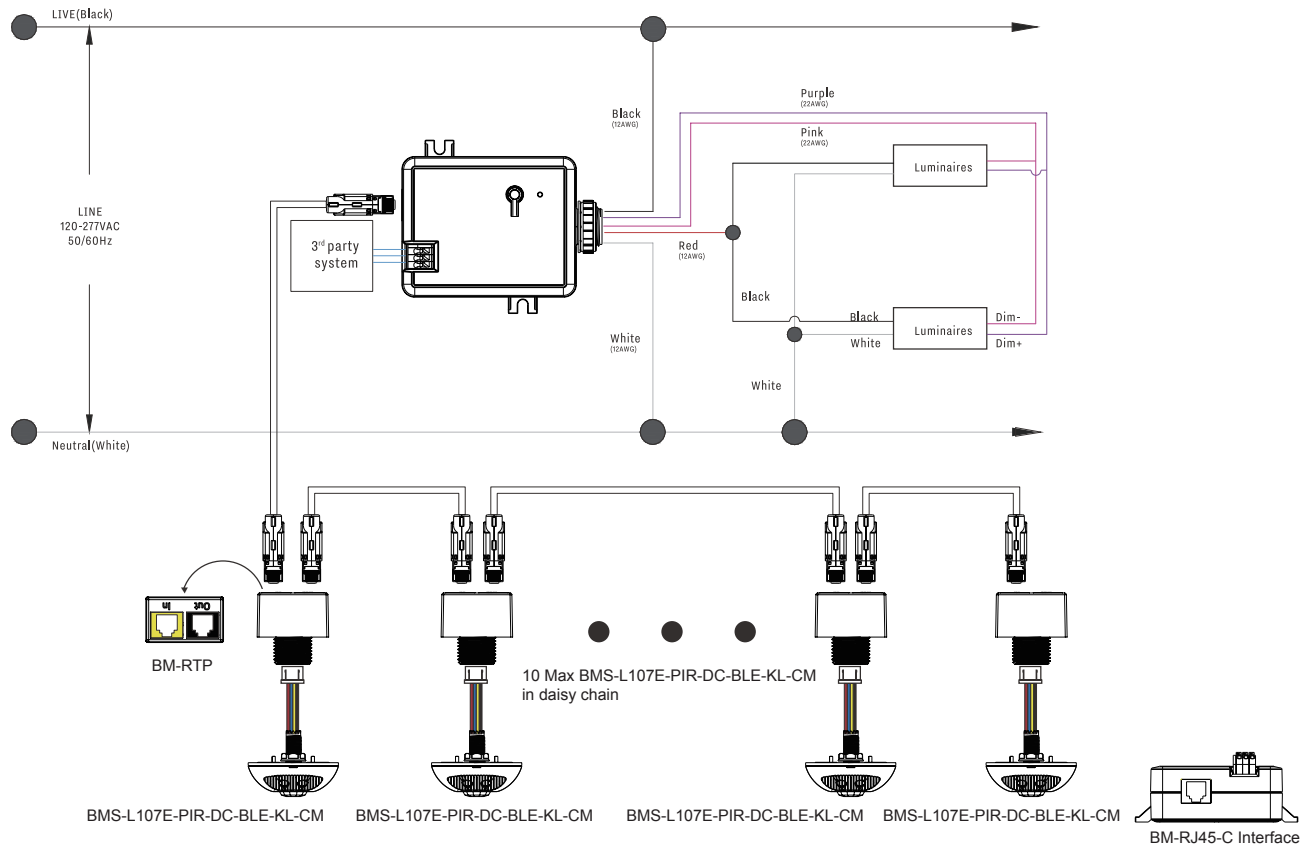 LIVE(Black)
LINE
120-277VAC
50/60Hz
Neutral(White)
3rd party
system
Black
(12AWG)
Purple
(22AWG)
Pink
(22AWG)
Red
(12AWG)
White
(12AWG)
Black
White
Luminaires
Black
White
Luminaires
Dim-
Dim+
In
Out
BM-RTP
10 Max BMS-L107E-PIR-DC-BLE-KL-CM
in daisy chain
BMS-L107E-PIR-DC-BLE-KL-CM
BMS-L107E-PIR-DC-BLE-KL-CM
BMS-L107E-PIR-DC-BLE-KL-CM
BMS-L107E-PIR-DC-BLE-KL-CM
BM-RJ45-C Interface